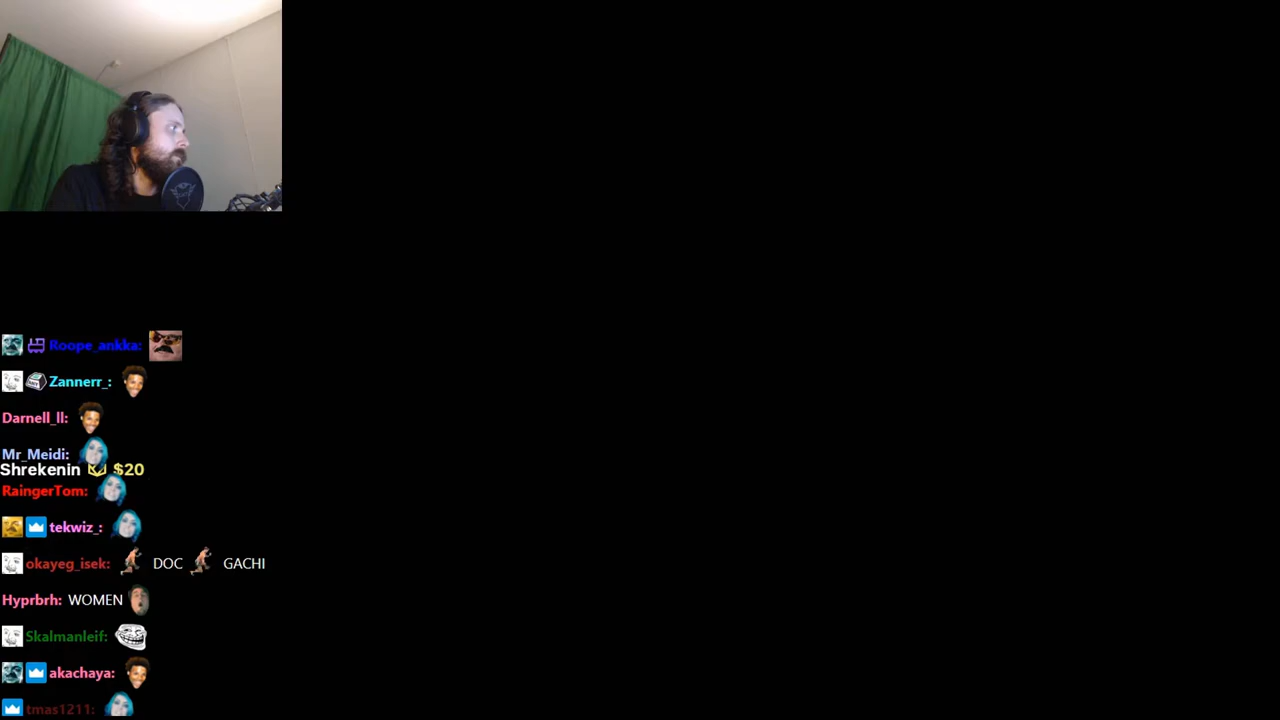 Roope_ankka:
Zannerr_:
Darnell_ll:
Mr_Meidi:
Shrekenin $20
RaingerTom:
tekwiz_:
okayeg_isek: DOC GACHI
Hyprbrh: WOMEN
Skalmanleif:
akachaya:
tmas1211: